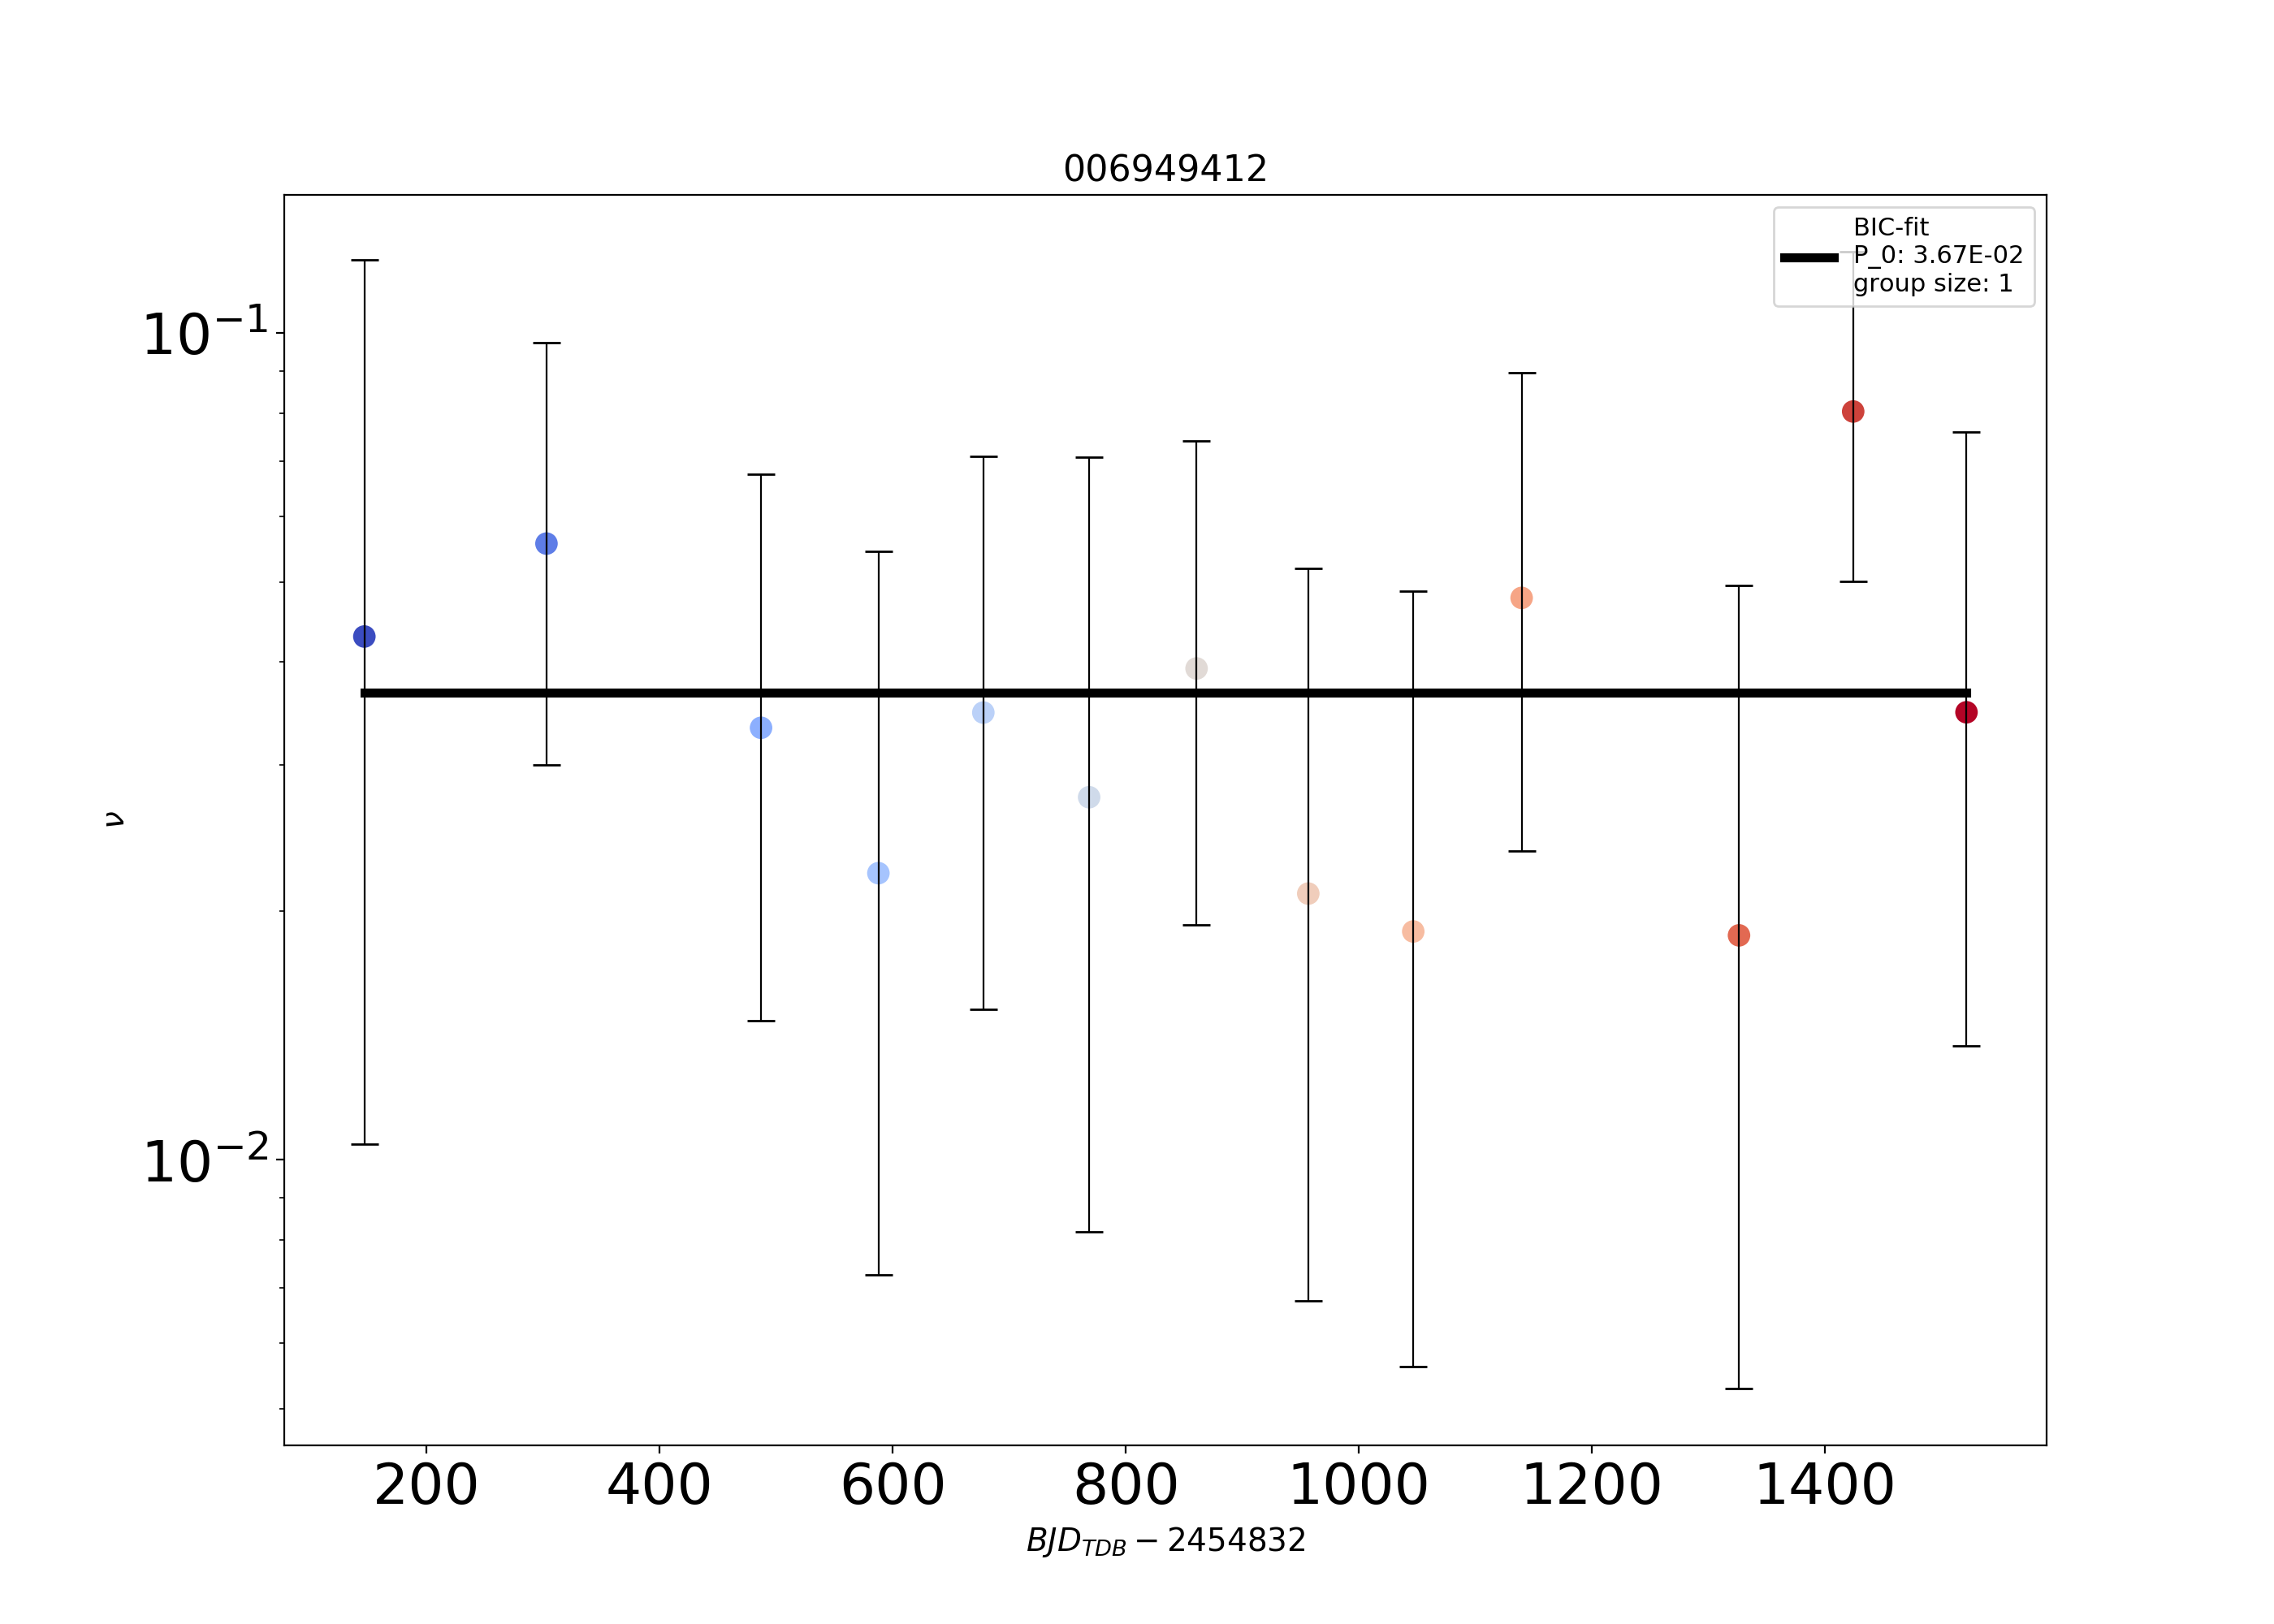 006949412
BIC-fit
P_0: 3.67E-02
group size: 1
10⁻¹
10⁻²
ν
200 400 600 800 1000 1200 1400
BJD_TDB − 2454832